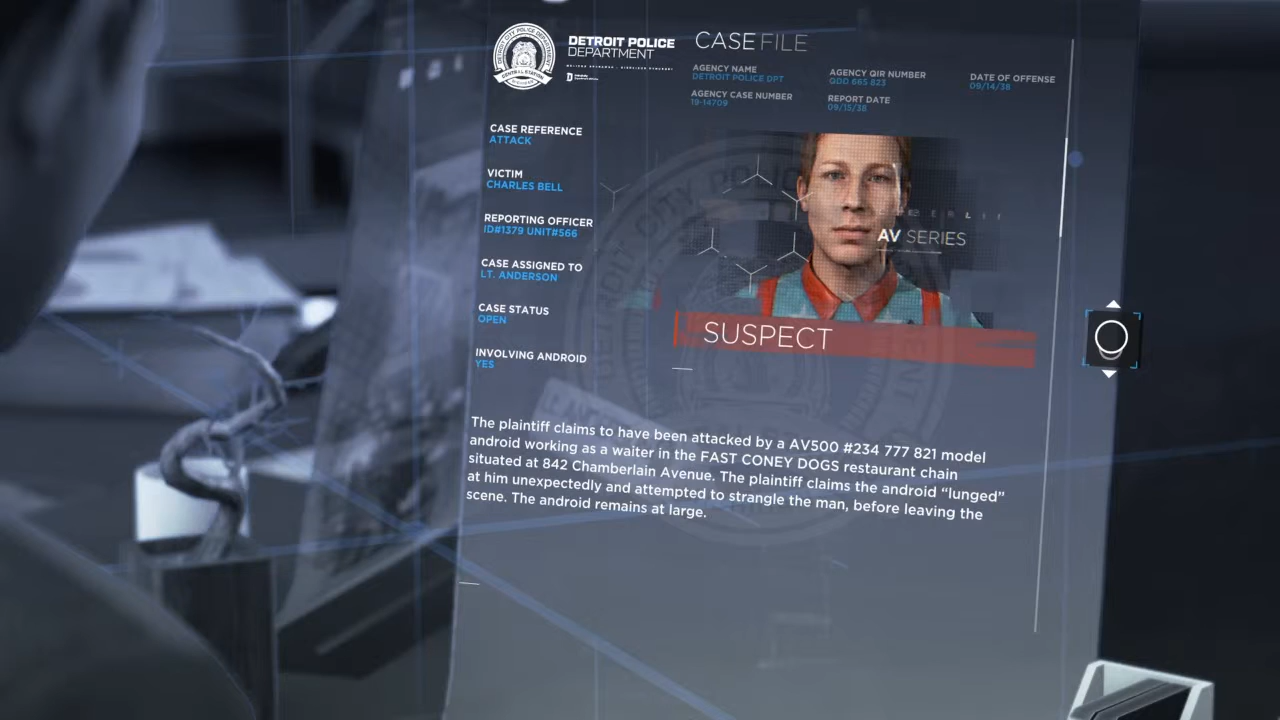 DETROIT POLICE
DEPARTMENT
CASE FILE
AGENCY NAME
DETROIT POLICE DPT
AGENCY QIR NUMBER
QDD 665 823
DATE OF OFFENSE
09/14/38
AGENCY CASE NUMBER
19-14709
REPORT DATE
09/15/38
CASE REFERENCE
ATTACK
VICTIM
CHARLES BELL
REPORTING OFFICER
ID#1379 UNIT#566
CASE ASSIGNED TO
LT. ANDERSON
CASE STATUS
OPEN
INVOLVING ANDROID
YES
AV SERIES
SUSPECT
The plaintiff claims to have been attacked by a AV500 #234 777 821 model
android working as a waiter in the FAST CONEY DOGS restaurant chain
situated at 842 Chamberlain Avenue. The plaintiff claims the android “lunged”
at him unexpectedly and attempted to strangle the man, before leaving the
scene. The android remains at large.